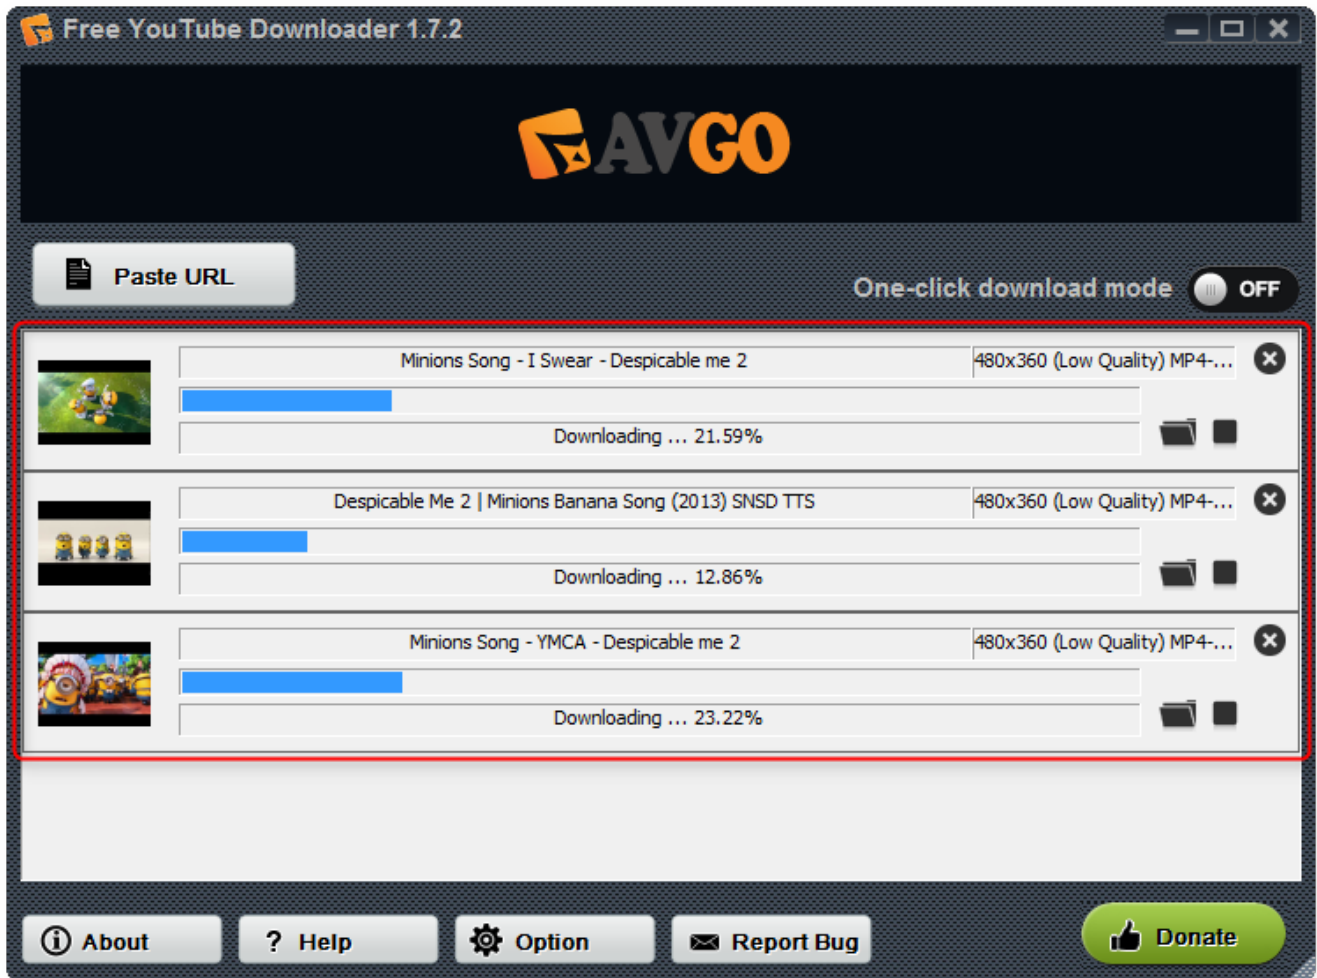 Free YouTube Downloader 1.7.2
AVGO
Paste URL
One-click download mode OFF
Minions Song - I Swear - Despicable me 2
480x360 (Low Quality) MP4-...
Downloading ... 21.59%
Despicable Me 2 | Minions Banana Song (2013) SNSD TTS
480x360 (Low Quality) MP4-...
Downloading ... 12.86%
Minions Song - YMCA - Despicable me 2
480x360 (Low Quality) MP4-...
Downloading ... 23.22%
About
? Help
Option
Report Bug
Donate